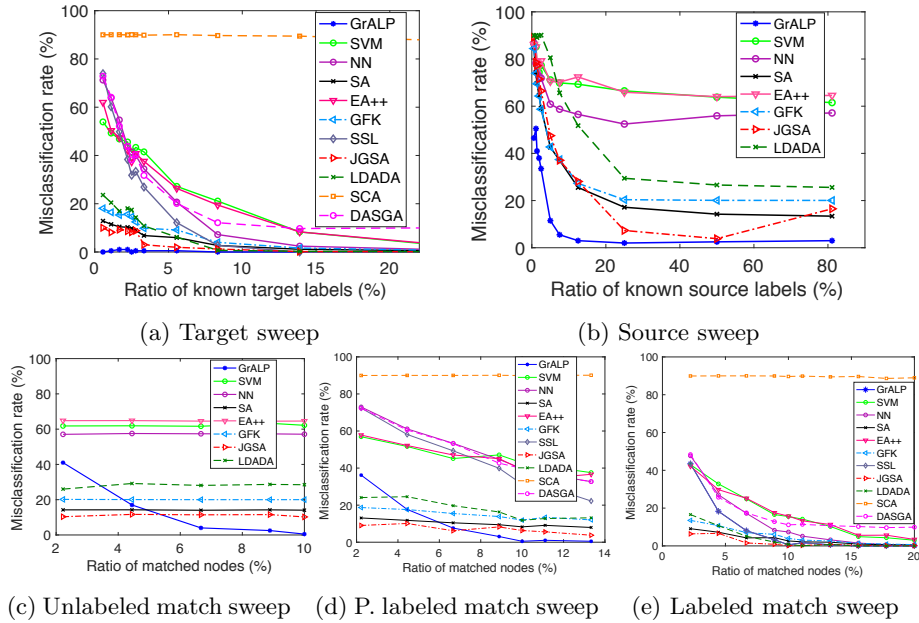 100
80
60
40
20
0
0
5
10
15
20
Misclassification rate (%)
Ratio of known target labels (%)
GrALP
SVM
NN
SA
EA++
GFK
SSL
JGSA
LDADA
SCA
DASGA
(a) Target sweep
100
80
60
40
20
0
0
20
40
60
80
100
Misclassification rate (%)
Ratio of known source labels (%)
GrALP
SVM
NN
SA
EA++
GFK
JGSA
LDADA
(b) Source sweep
100
80
60
40
20
0
4
6
8
10
Misclassification rate (%)
Ratio of matched nodes (%)
GrALP
SVM
NN
SA
EA++
GFK
JGSA
LDADA
(c) Unlabeled match sweep
100
80
60
40
20
0
2
4
6
8
10
12
14
Misclassification rate (%)
Ratio of matched nodes (%)
GrALP
SVM
NN
SA
EA++
GFK
SSL
JGSA
LDADA
SCA
DASGA
(d) P. labeled match sweep
100
80
60
40
20
0
0
5
10
15
20
Misclassification rate (%)
Ratio of matched nodes (%)
GrALP
SVM
NN
SA
EA++
GFK
SSL
JGSA
LDADA
SCA
DASGA
(e) Labeled match sweep